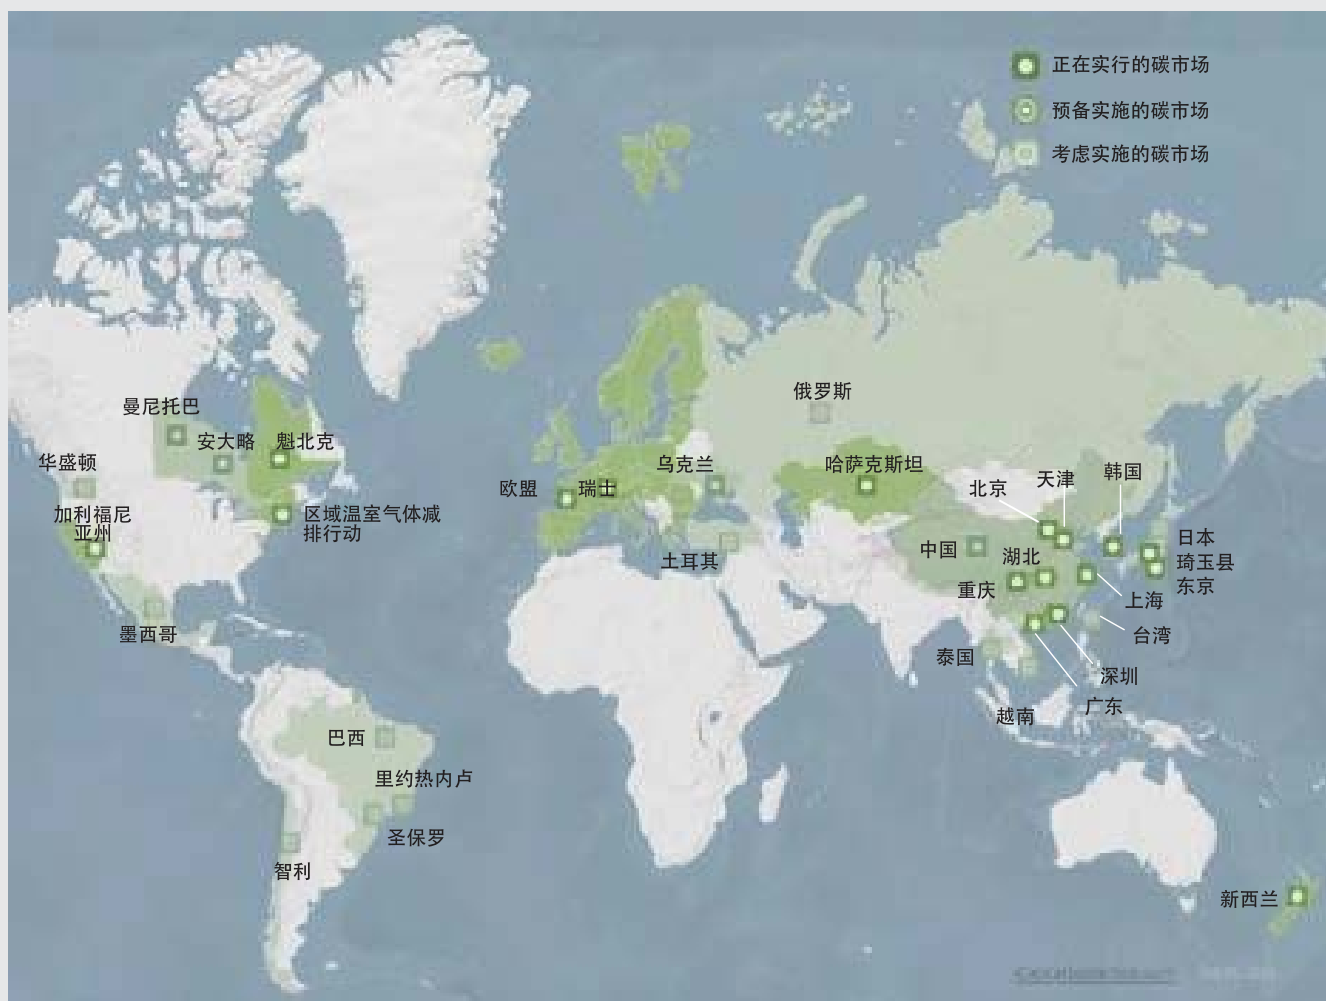 正在实行的碳市场
预备实施的碳市场
考虑实施的碳市场
俄罗斯
曼尼托巴
安大略
魁北克
华盛顿
乌克兰
哈萨克斯坦
天津
韩国
欧盟
瑞士
北京
加利福尼
亚州
区域温室气体减
排行动
日本
中国
湖北
土耳其
琦玉县
东京
重庆
上海
墨西哥
台湾
泰国
深圳
广东
越南
巴西
里约热内卢
圣保罗
智利
新西兰